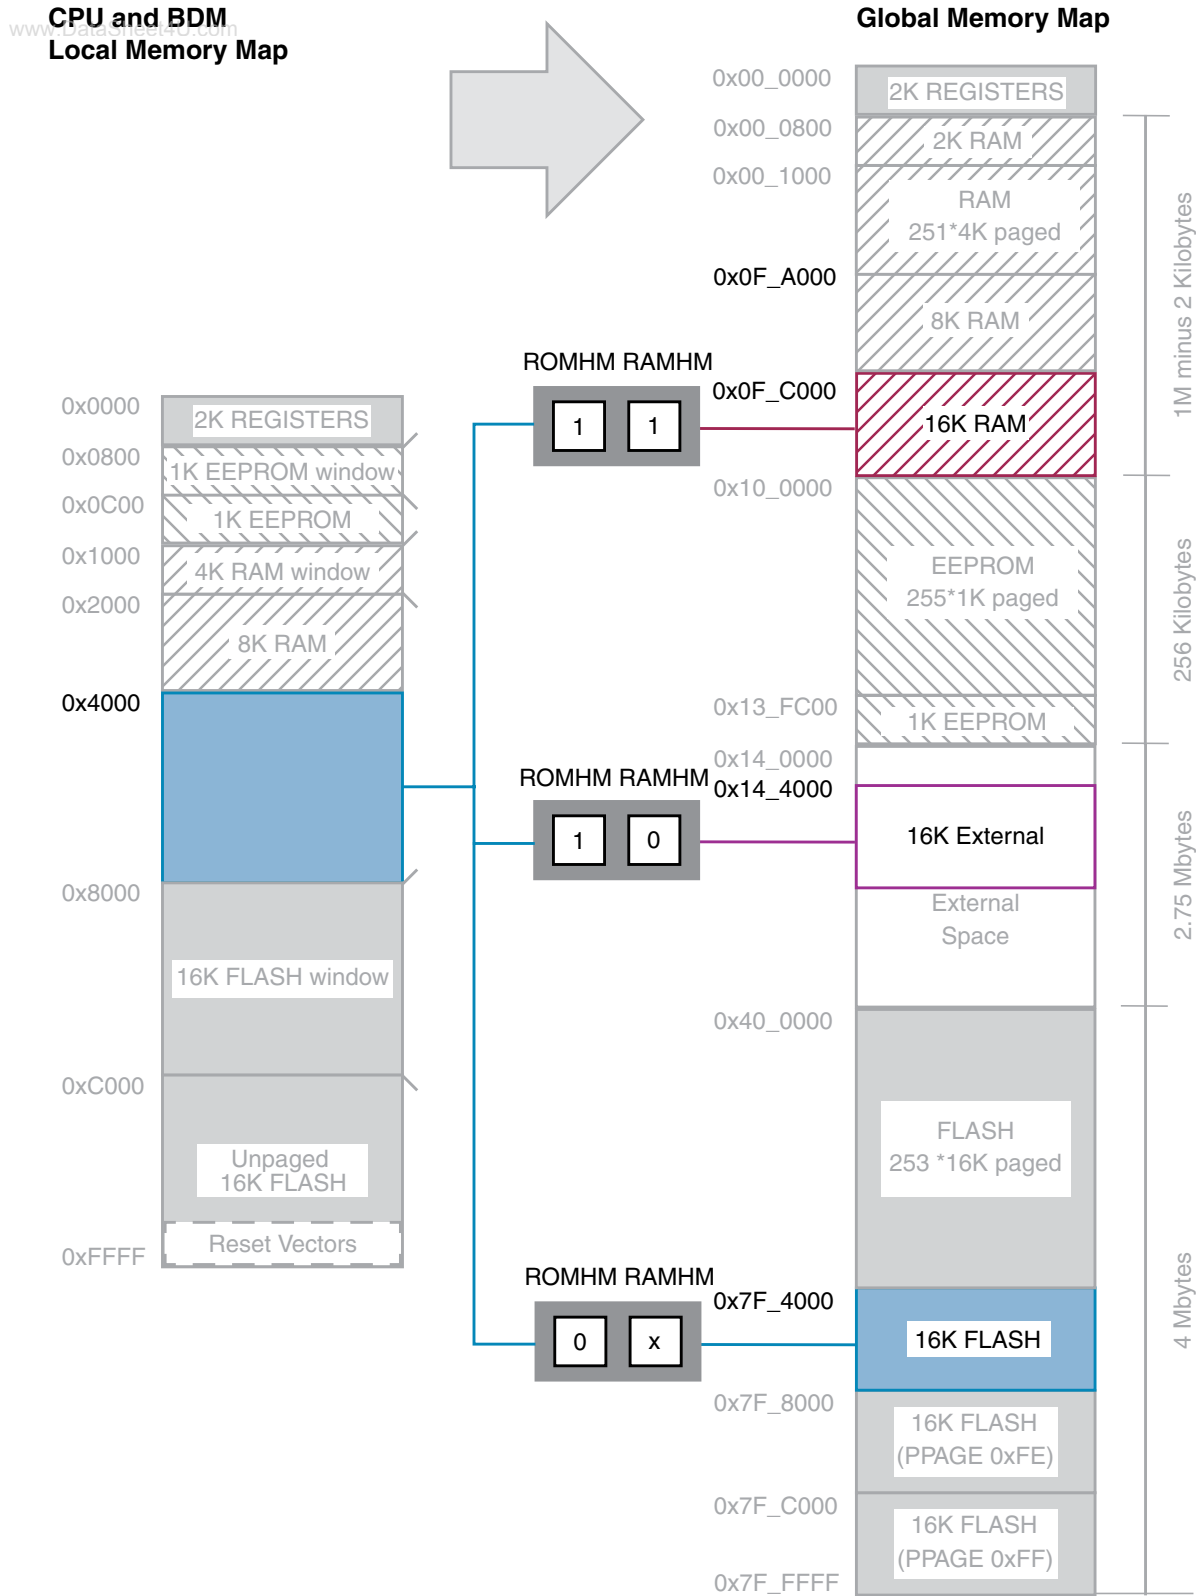 www.DataSheet4U.com
CPU and BDM
Local Memory Map
Global Memory Map
0x00_0000
2K REGISTERS
0x00_0800
2K RAM
0x00_1000
RAM
251*4K paged
0x0F_A000
8K RAM
1M minus 2 Kilobytes
ROMHM RAMHM
0x0F_C000
1 1
16K RAM
0x10_0000
EEPROM
255*1K paged
256 Kilobytes
0x13_FC00
1K EEPROM
0x14_0000
ROMHM RAMHM
0x14_4000
1 0
16K External
External
Space
2.75 Mbytes
0x40_0000
FLASH
253 *16K paged
ROMHM RAMHM
0x7F_4000
0 x
16K FLASH
4 Mbytes
0x7F_8000
16K FLASH
(PPAGE 0xFE)
0x7F_C000
16K FLASH
(PPAGE 0xFF)
0x7F_FFFF
0x0000
2K REGISTERS
0x0800
1K EEPROM window
0x0C00
1K EEPROM
0x1000
4K RAM window
0x2000
8K RAM
0x4000
0x8000
16K FLASH window
0xC000
Unpaged
16K FLASH
Reset Vectors
0xFFFF